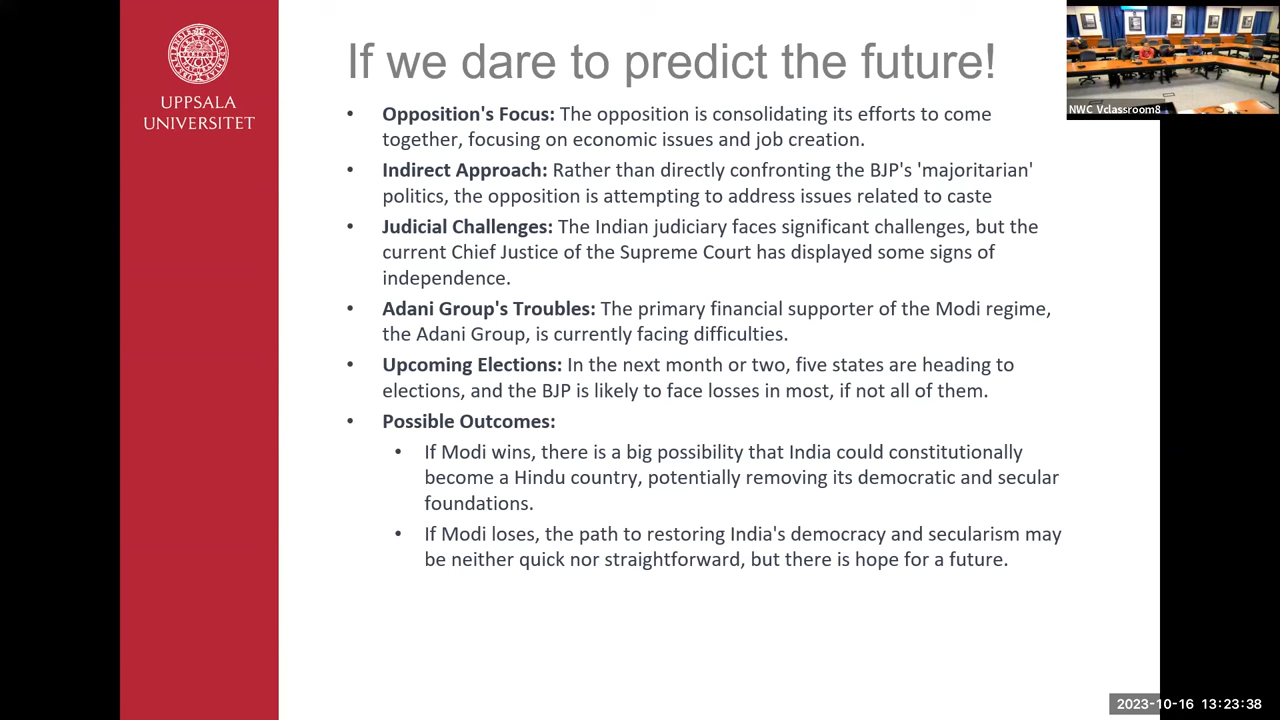 If we dare to predict the future!
UPPSALA
UNIVERSITET
NWC Vclassroom8
• Opposition's Focus: The opposition is consolidating its efforts to come
together, focusing on economic issues and job creation.
• Indirect Approach: Rather than directly confronting the BJP's 'majoritarian'
politics, the opposition is attempting to address issues related to caste
• Judicial Challenges: The Indian judiciary faces significant challenges, but the
current Chief Justice of the Supreme Court has displayed some signs of
independence.
• Adani Group's Troubles: The primary financial supporter of the Modi regime,
the Adani Group, is currently facing difficulties.
• Upcoming Elections: In the next month or two, five states are heading to
elections, and the BJP is likely to face losses in most, if not all of them.
• Possible Outcomes:
• If Modi wins, there is a big possibility that India could constitutionally
become a Hindu country, potentially removing its democratic and secular
foundations.
• If Modi loses, the path to restoring India's democracy and secularism may
be neither quick nor straightforward, but there is hope for a future.
2023-10-16 13:23:38